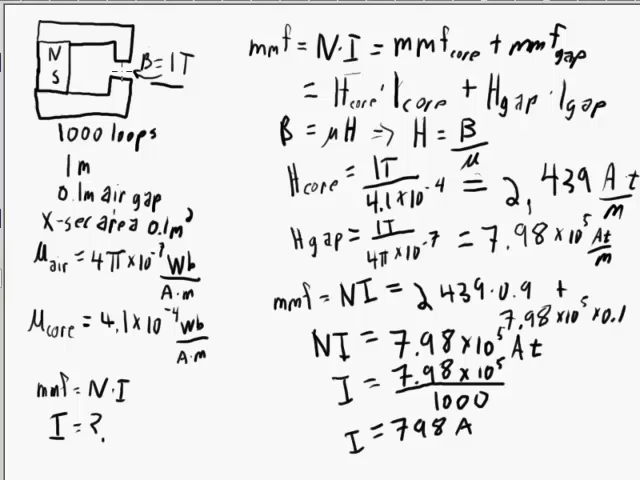 N
S
B = 1T
1000 loops
1m
0.1m air gap
X-sec area 0.1m²
μair = 4π×10⁻⁷ Wb/A·m
μcore = 4.1×10⁻⁴ Wb/A·m
mmf = N·I
I = ?
mmf = N·I = mmfcore + mmfgap
= Hcore · lcore + Hgap · lgap
B = μH => H = B/μ
Hcore = 1T/4.1×10⁻⁴ = 2,439 At/m
Hgap = 1T/4π×10⁻⁷ = 7.98×10⁵ At/m
mmf = NI = 2439·0.9 +
7.98×10⁵×0.1
NI = 7.98×10⁵ At
I = 7.98×10⁵/1000
I = 798 A